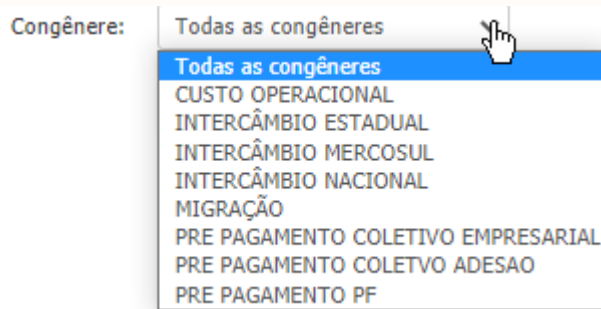 Congênere: Todas as congêneres
Todas as congêneres
CUSTO OPERACIONAL
INTERCÂMBIO ESTADUAL
INTERCÂMBIO MERCOSUL
INTERCÂMBIO NACIONAL
MIGRAÇÃO
PRE PAGAMENTO COLETIVO EMPRESARIAL
PRE PAGAMENTO COLETVO ADESAO
PRE PAGAMENTO PF